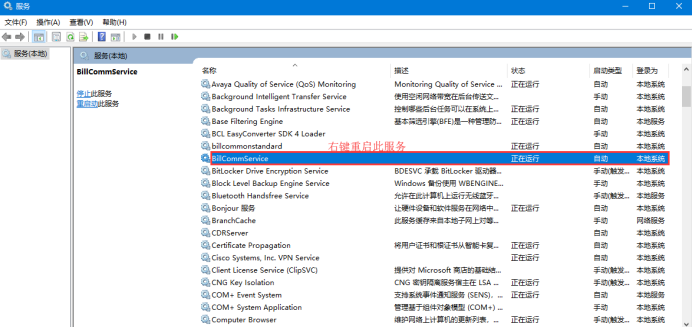 服务
文件(F) 操作(A) 查看(V) 帮助(H)
服务(本地)
服务(本地)
BillCommService
停止此服务
重启动此服务
名称 描述 状态 启动类型 登录为
Avaya Quality of Service (QoS) Monitoring Monitoring Quality of Service ... 正在运行 自动 本地系统
Background Intelligent Transfer Service 使用空闲网络带宽在后台传送文... 手动 本地系统
Background Tasks Infrastructure Service 控制哪些后台任务可以在系统上... 正在运行 自动 本地系统
Base Filtering Engine 基本筛选引擎(BFE)是一种管理防... 正在运行 自动 本地服务
BCL EasyConverter SDK 4 Loader 手动 本地系统
billcommonstandard 正在运行 自动 本地系统
右键重启此服务
BillCommService 正在运行 自动 本地系统
BitLocker Drive Encryption Service BDESVC 承载 BitLocker 驱动器... 手动(触发... 本地系统
Block Level Backup Engine Service Windows 备份使用 WBENGINE... 手动 本地系统
Bluetooth Handsfree Service 允许在此计算机上运行无线蓝牙... 手动(触发... 本地服务
Bonjour 服务 让硬件设备和软件服务在网络中... 正在运行 自动 本地系统
BranchCache 此服务缓存来自本地子网上对等... 手动 网络服务
CDRServer 自动 本地系统
Certificate Propagation 将用户证书和根证书从智能卡复... 正在运行 自动 本地系统
Cisco Systems, Inc. VPN Service 正在运行 自动 本地系统
Client License Service (ClipSVC) 提供对 Microsoft 商店的基础结... 手动(触发... 本地系统
CNG Key Isolation CNG 密钥隔离服务宿主在 LSA ... 正在运行 手动(触发... 本地系统
COM+ Event System 支持系统事件通知服务 (SENS)， ... 正在运行 自动 本地服务
COM+ System Application 管理基于组件对象模型 (COM+) ... 手动 本地系统
Computer Browser 维护网络上计算机的更新列表， ... 正在运行 手动(触发... 本地系统